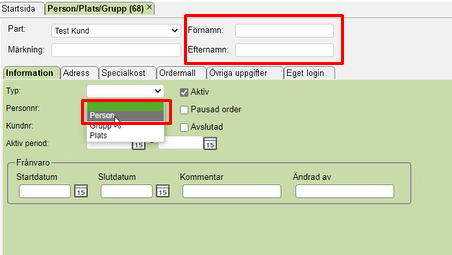 Startsida Person/Plats/Grupp (68) ×
Part: Test Kund Förnamn:
Märkning: Efternamn:
Information Adress Specialkost Ordermall Övriga uppgifter Eget login
Typ: Aktiv
Person
Personnr: Pausad order
Grupp
Kundnr: Avslutad
Plats
Aktiv period: 15 - 15
Frånvaro
Startdatum Slutdatum Kommentar Ändrad av
15 15